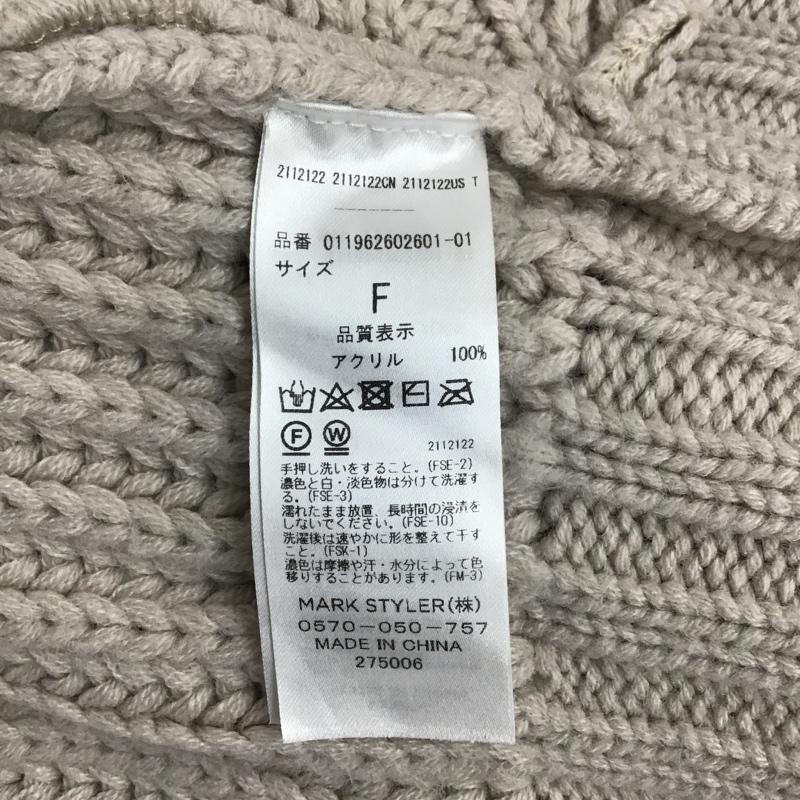 2112122 2112122CN 2112122US T
品番 011962602601-01
サイズ
F
品質表示
アクリル 100%
F W
2112122
手押し洗いをすること。(FSE-2)
濃色と白・淡色物は分けて洗濯す
る。(FSE-3)
濡れたまま放置、長時間の浸漬を
しないでください。(FSE-10)
洗濯後は速やかに形を整えて干す
こと。(FSK-1)
濃色は摩擦や汗・水分によって色
移りすることがあります。(FM-3)
MARK STYLER(株)
0570-050-757
MADE IN CHINA
275006